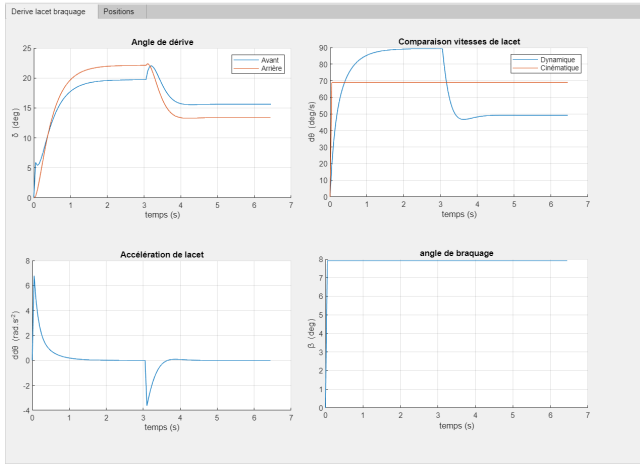 Derive lacet braquage
Positions
Angle de dérive
Avant
Arrière
25
20
15
10
5
0
δ (deg)
0 1 2 3 4 5 6 7
temps (s)
Comparaison vitesses de lacet
Dynamique
Cinématique
90
80
70
60
50
40
30
20
10
0
dθ (deg/s)
0 1 2 3 4 5 6 7
temps (s)
Accélération de lacet
8
6
4
2
0
-2
-4
ddθ (rad.s⁻²)
0 1 2 3 4 5 6 7
temps (s)
angle de braquage
8
7
6
5
4
3
2
1
0
β (deg)
0 1 2 3 4 5 6 7
temps (s)